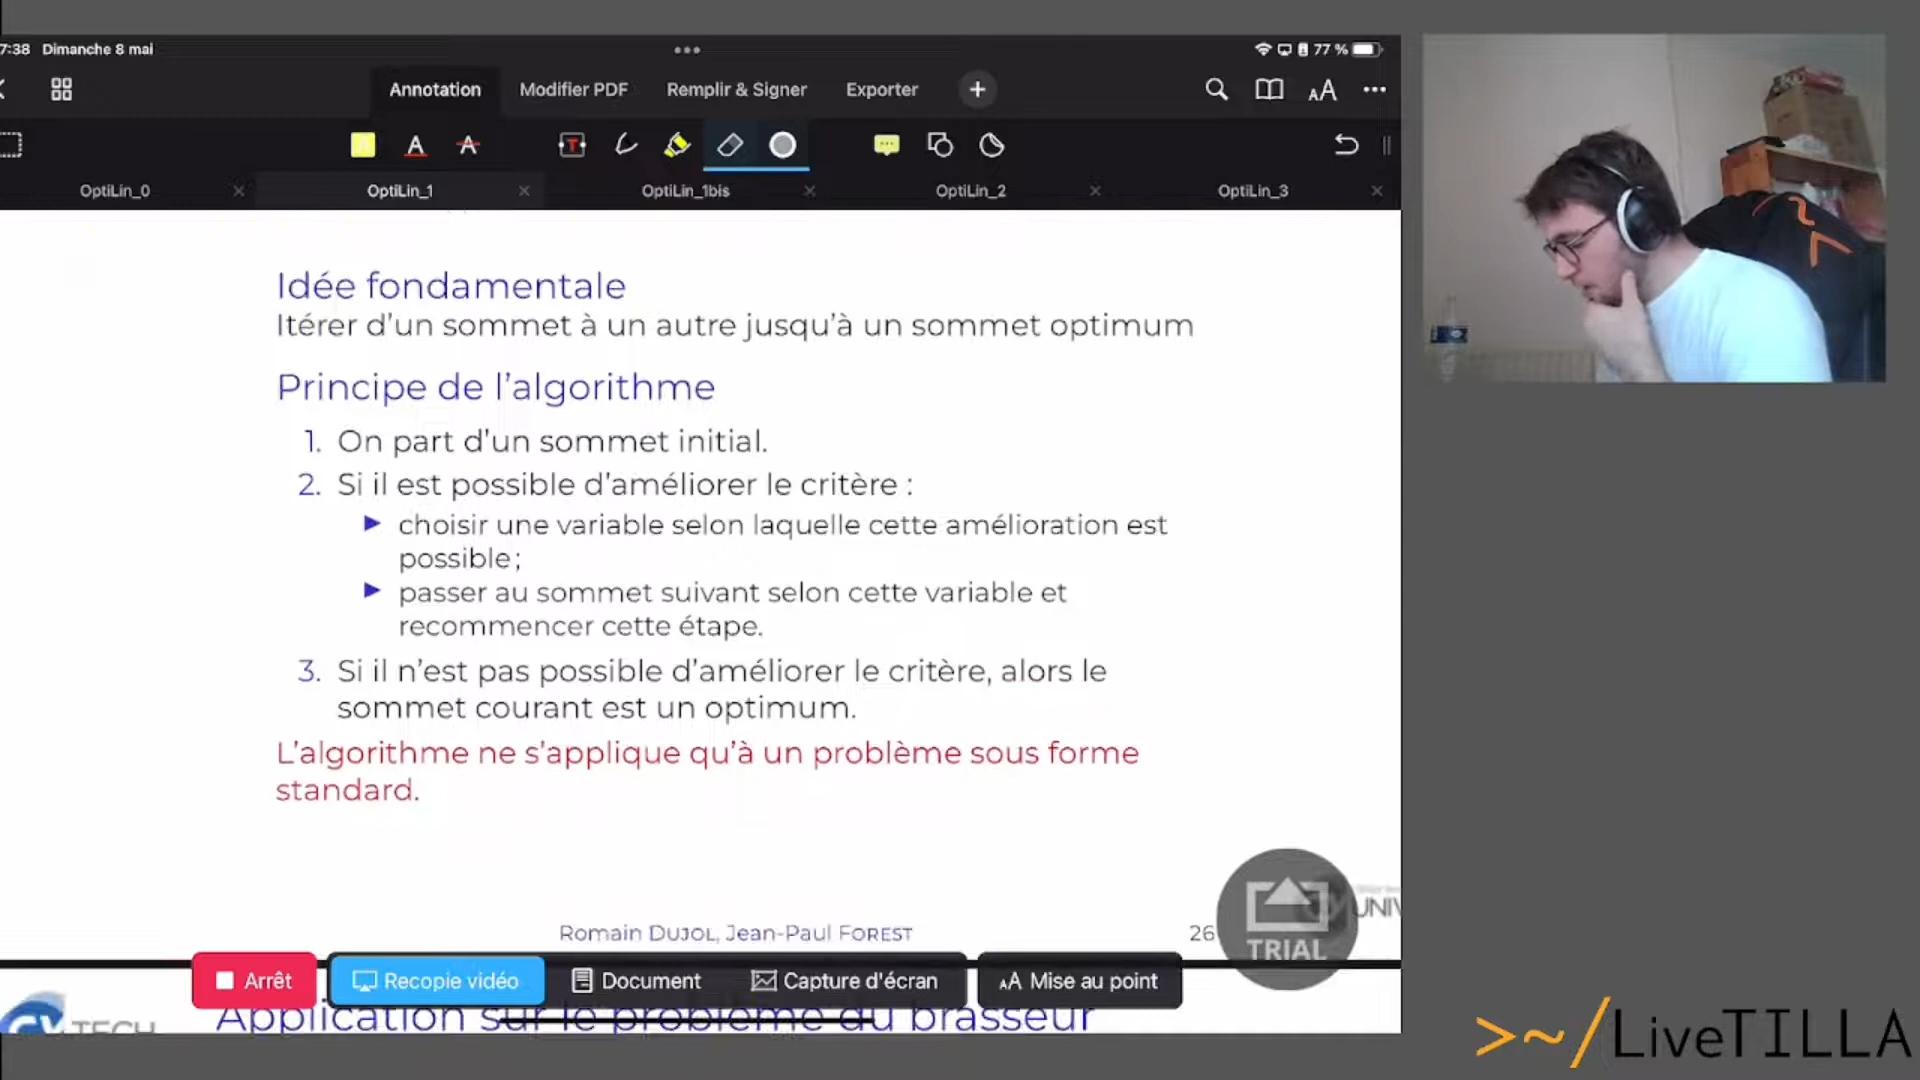 7:38 Dimanche 8 mai
77 %
Annotation Modifier PDF Remplir & Signer Exporter
AA
A A A T
OptiLin_0 OptiLin_1 OptiLin_1bis OptiLin_2 OptiLin_3
Idée fondamentale
Itérer d'un sommet à un autre jusqu'à un sommet optimum
Principe de l'algorithme
1. On part d'un sommet initial.
2. Si il est possible d'améliorer le critère :
choisir une variable selon laquelle cette amélioration est
possible;
passer au sommet suivant selon cette variable et
recommencer cette étape.
3. Si il n'est pas possible d'améliorer le critère, alors le
sommet courant est un optimum.
L'algorithme ne s'applique qu'à un problème sous forme
standard.
Romain DUJOL, Jean-Paul FOREST
26
TRIAL
Arrêt Recopie vidéo Document Capture d'écran AA Mise au point
CY TECH
Application sur le problème du brasseur
>~/LiveTILLA